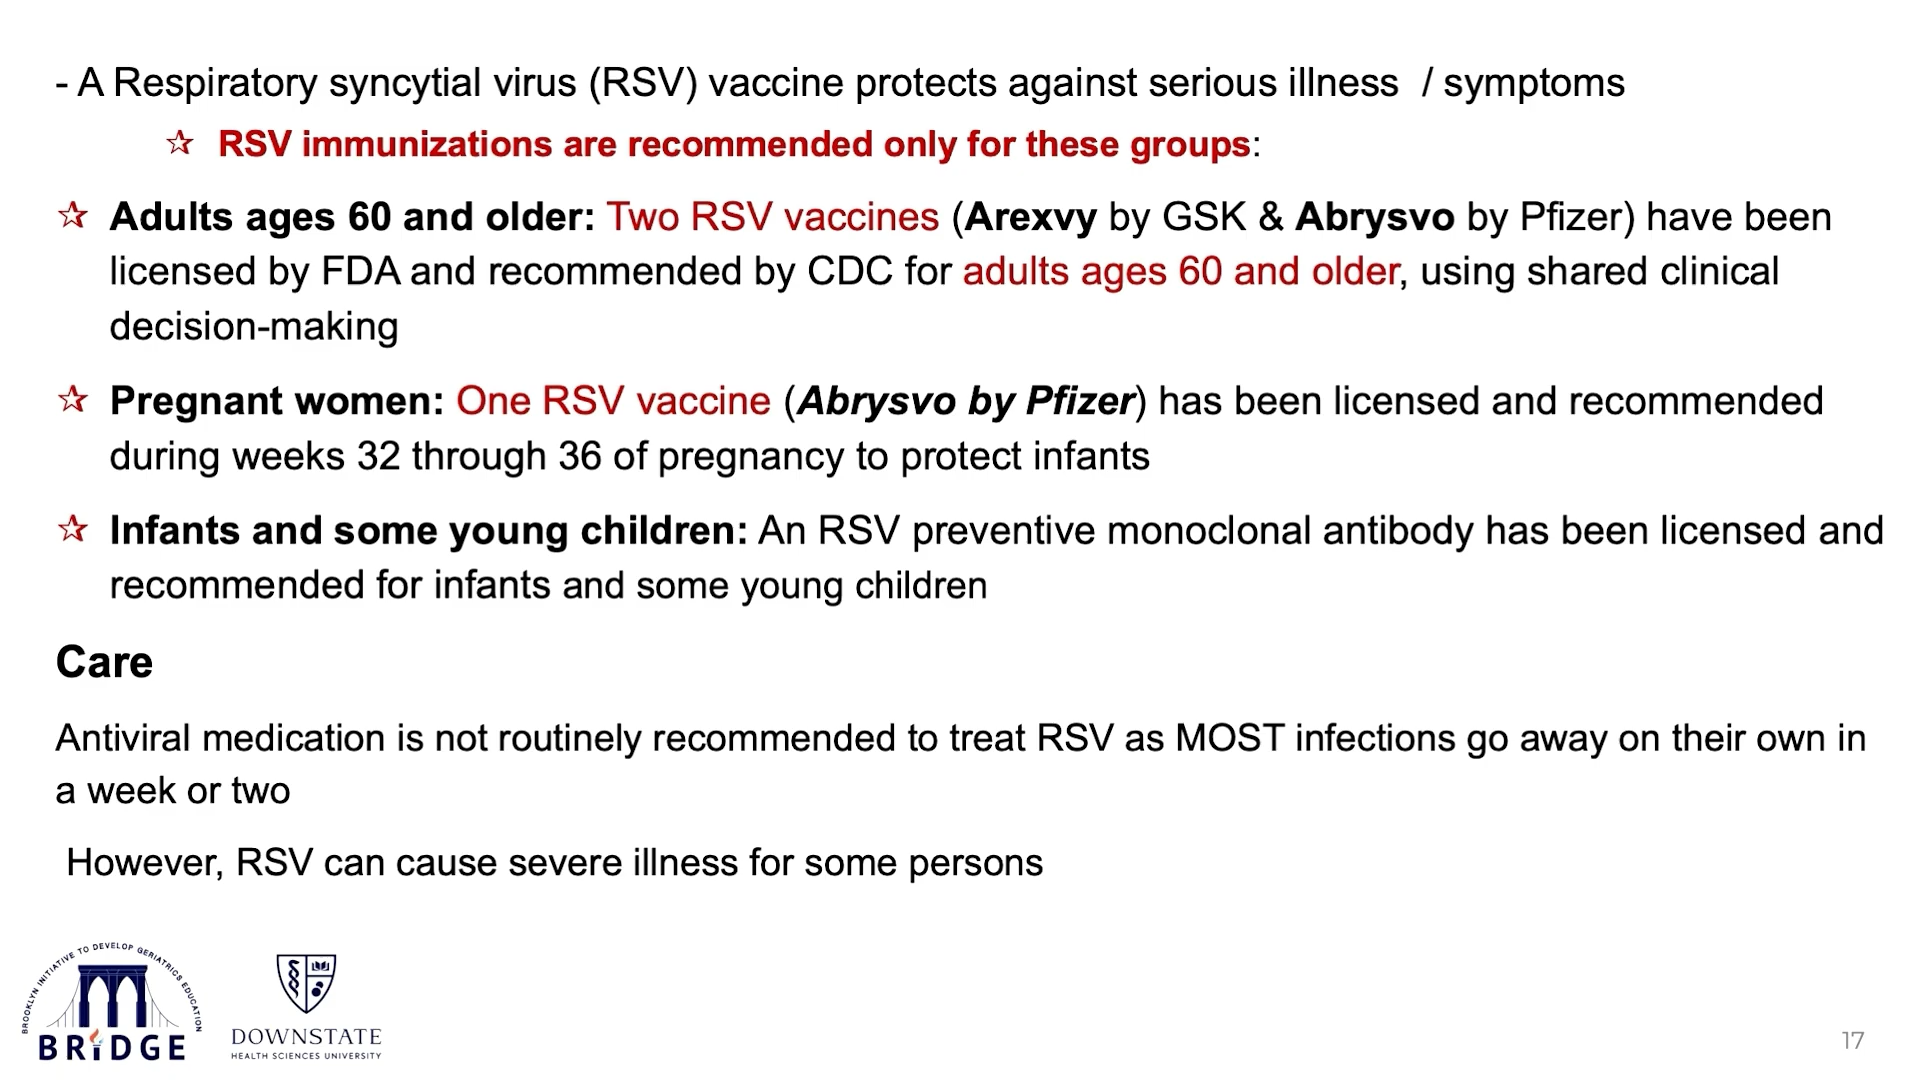 - A Respiratory syncytial virus (RSV) vaccine protects against serious illness / symptoms
☆ RSV immunizations are recommended only for these groups:
☆ Adults ages 60 and older: Two RSV vaccines (Arexvy by GSK & Abrysvo by Pfizer) have been
licensed by FDA and recommended by CDC for adults ages 60 and older, using shared clinical
decision-making
☆ Pregnant women: One RSV vaccine (Abrysvo by Pfizer) has been licensed and recommended
during weeks 32 through 36 of pregnancy to protect infants
☆ Infants and some young children: An RSV preventive monoclonal antibody has been licensed and
recommended for infants and some young children
Care
Antiviral medication is not routinely recommended to treat RSV as MOST infections go away on their own in
a week or two
However, RSV can cause severe illness for some persons
BROOKLYN INITIATIVE TO DEVELOP GERIATRICS EDUCATION
BRIDGE
DOWNSTATE
HEALTH SCIENCES UNIVERSITY
17